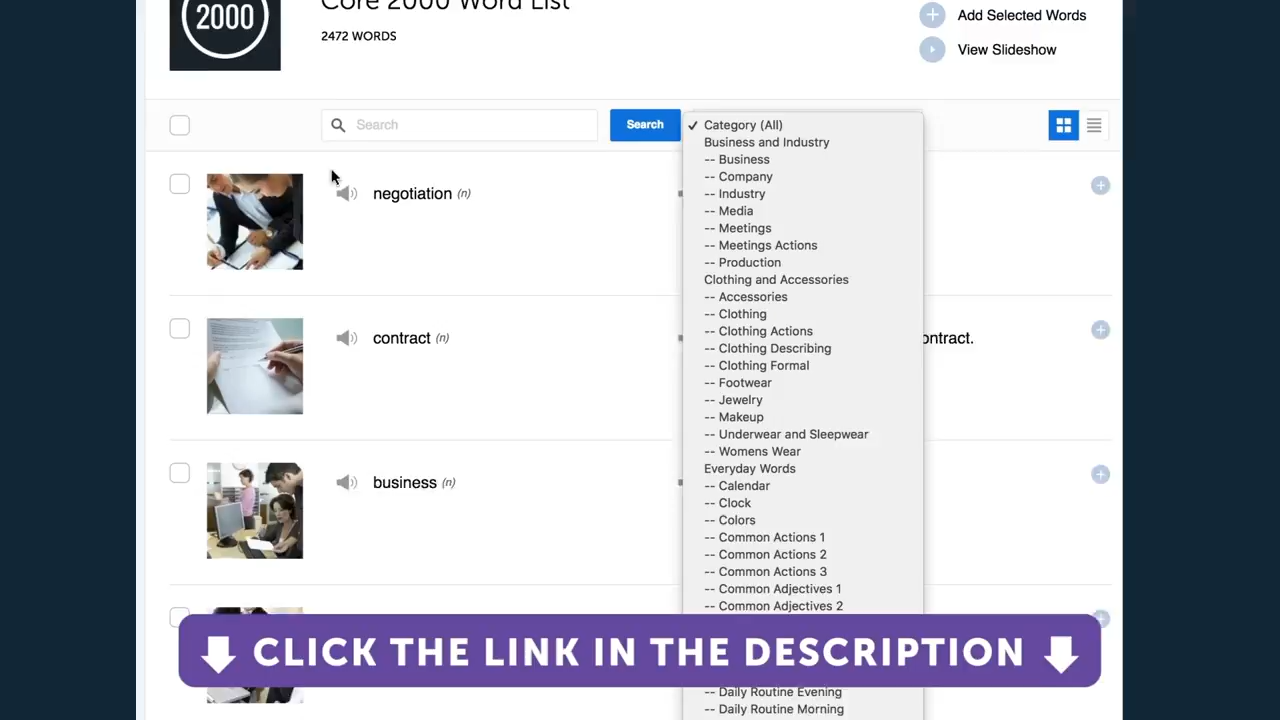 Core 2000 Word List
2000
2472 WORDS
Add Selected Words
View Slideshow
Search
Search
✓ Category (All)
Business and Industry
-- Business
-- Company
-- Industry
-- Media
-- Meetings
-- Meetings Actions
-- Production
Clothing and Accessories
-- Accessories
-- Clothing
-- Clothing Actions
-- Clothing Describing
-- Clothing Formal
-- Footwear
-- Jewelry
-- Makeup
-- Underwear and Sleepwear
-- Womens Wear
Everyday Words
-- Calendar
-- Clock
-- Colors
-- Common Actions 1
-- Common Actions 2
-- Common Actions 3
-- Common Adjectives 1
-- Common Adjectives 2
-- Daily Routine Evening
-- Daily Routine Morning
negotiation (n)
contract (n)
ontract.
business (n)
CLICK THE LINK IN THE DESCRIPTION